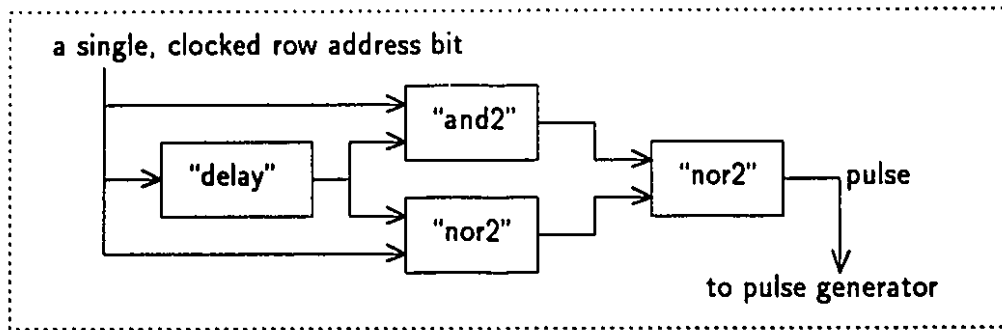 a single, clocked row address bit
"and2"
"delay"
"nor2"
pulse
"nor2"
to pulse generator